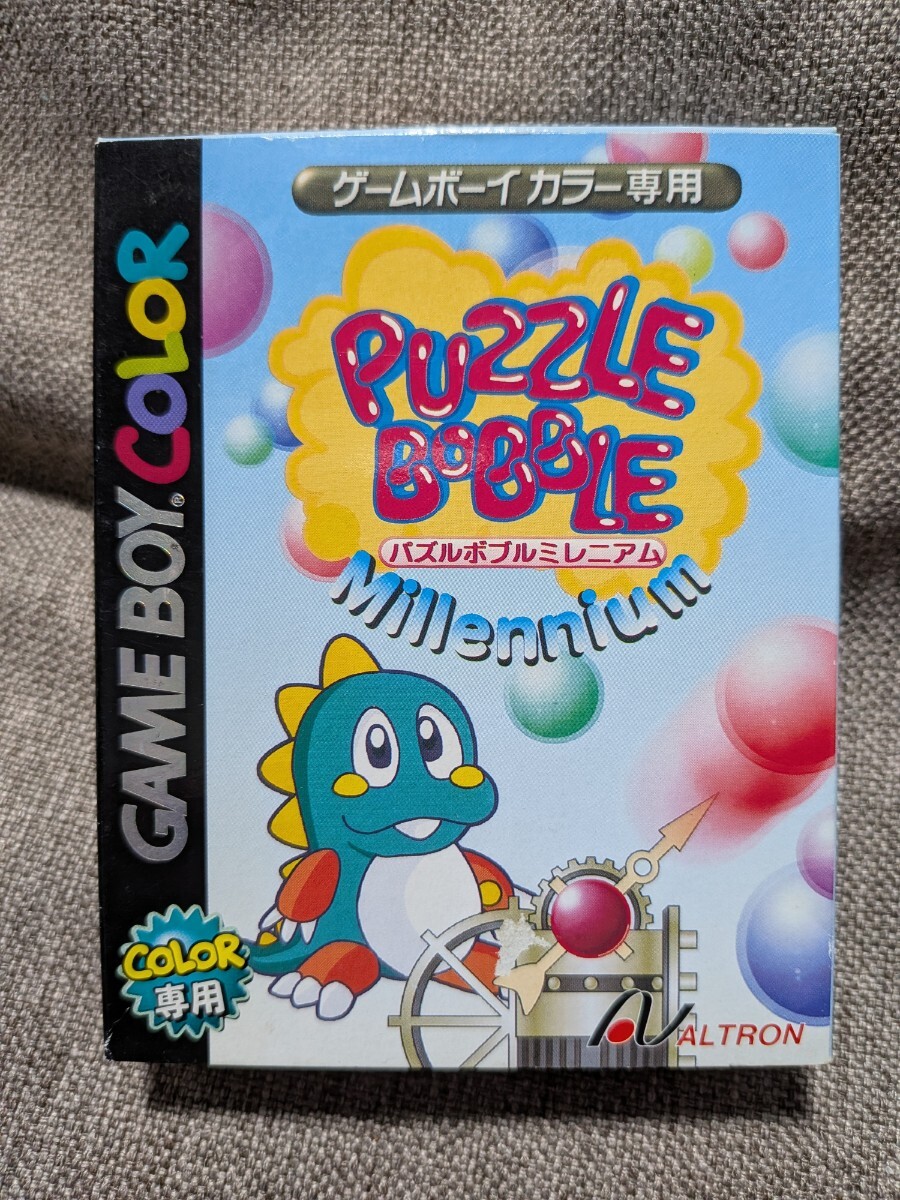 ゲームボーイ カラー専用
PUZZLE
BOBBLE
パズルボブルミレニアム
Millennium
GAME BOY® COLOR
COLOR
専用
ALTRON